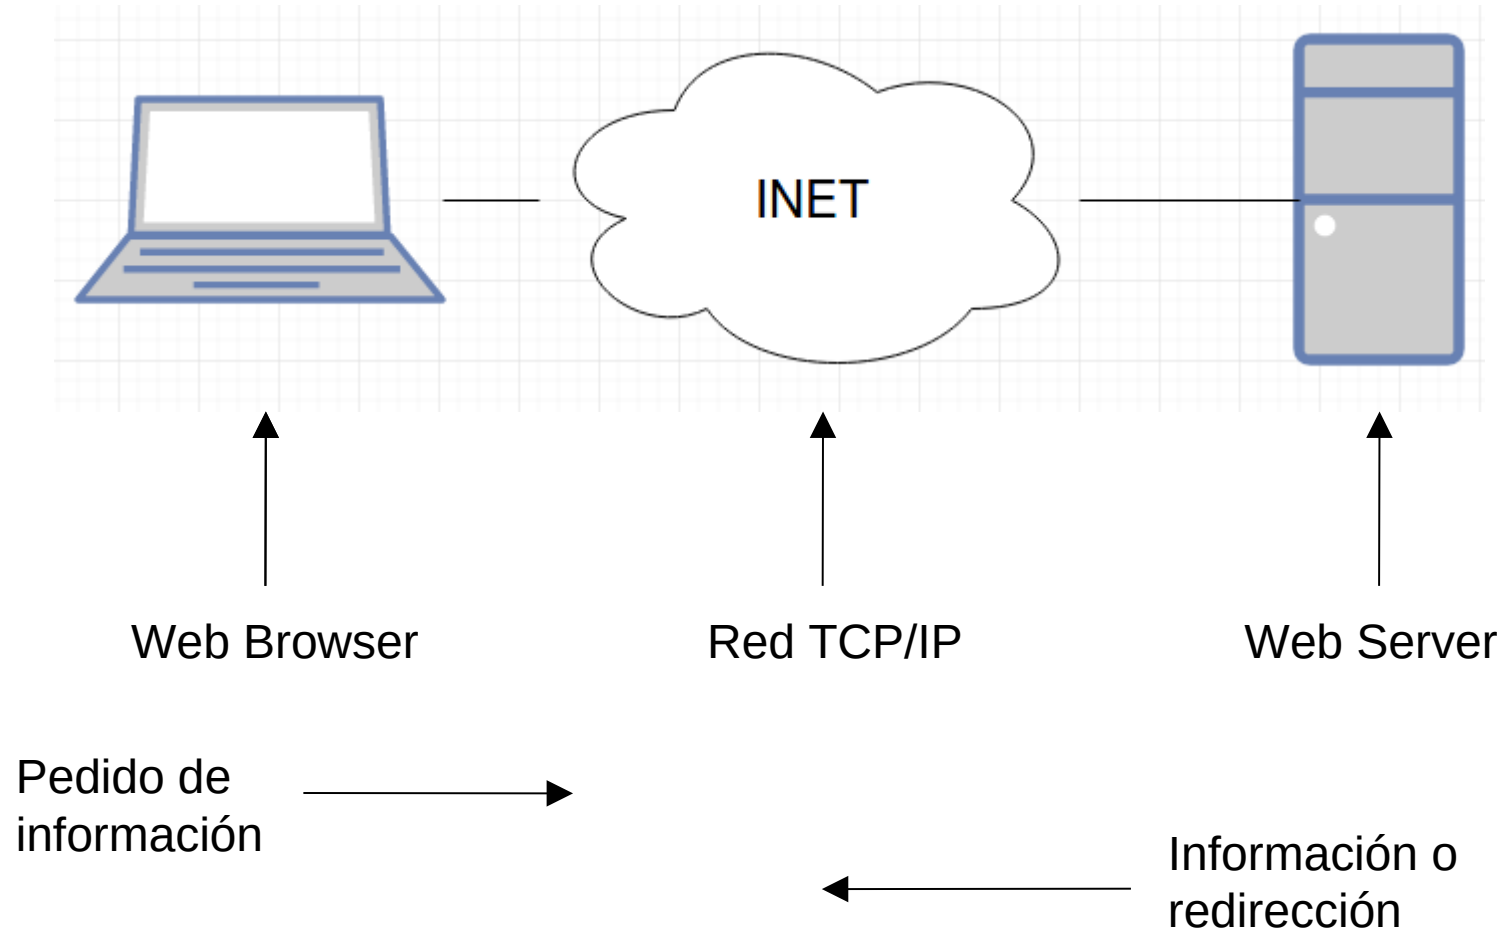 INET
Web Browser
Red TCP/IP
Web Server
Pedido de
información
Información o
redirección